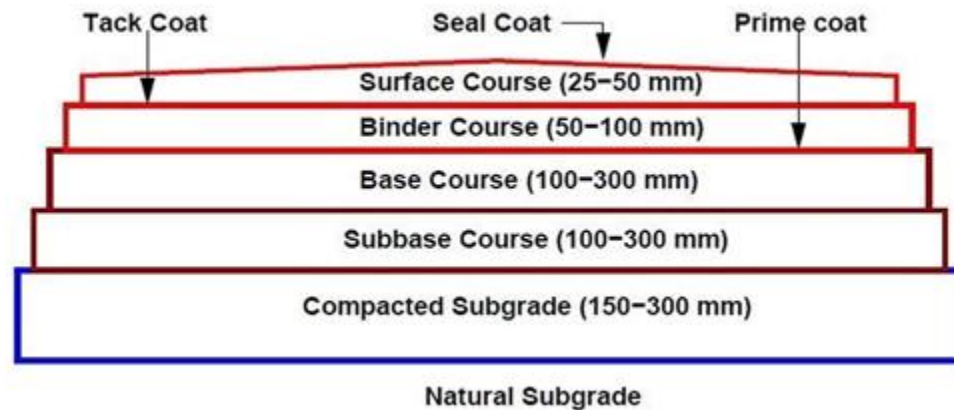 Tack Coat
Seal Coat
Prime coat
Surface Course (25−50 mm)
Binder Course (50−100 mm)
Base Course (100−300 mm)
Subbase Course (100−300 mm)
Compacted Subgrade (150−300 mm)
Natural Subgrade